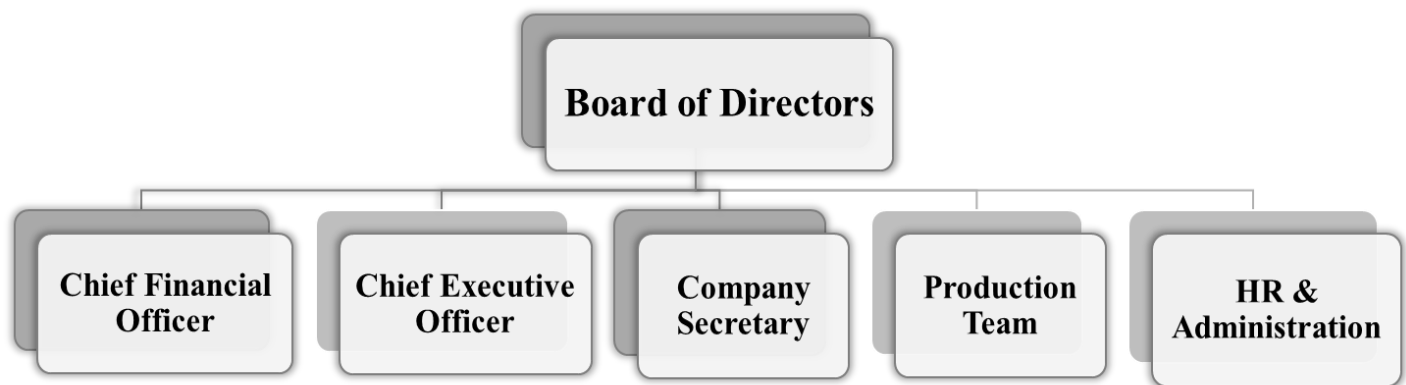 Board of Directors
Chief Financial
Officer
Chief Executive
Officer
Company
Secretary
Production
Team
HR &
Administration